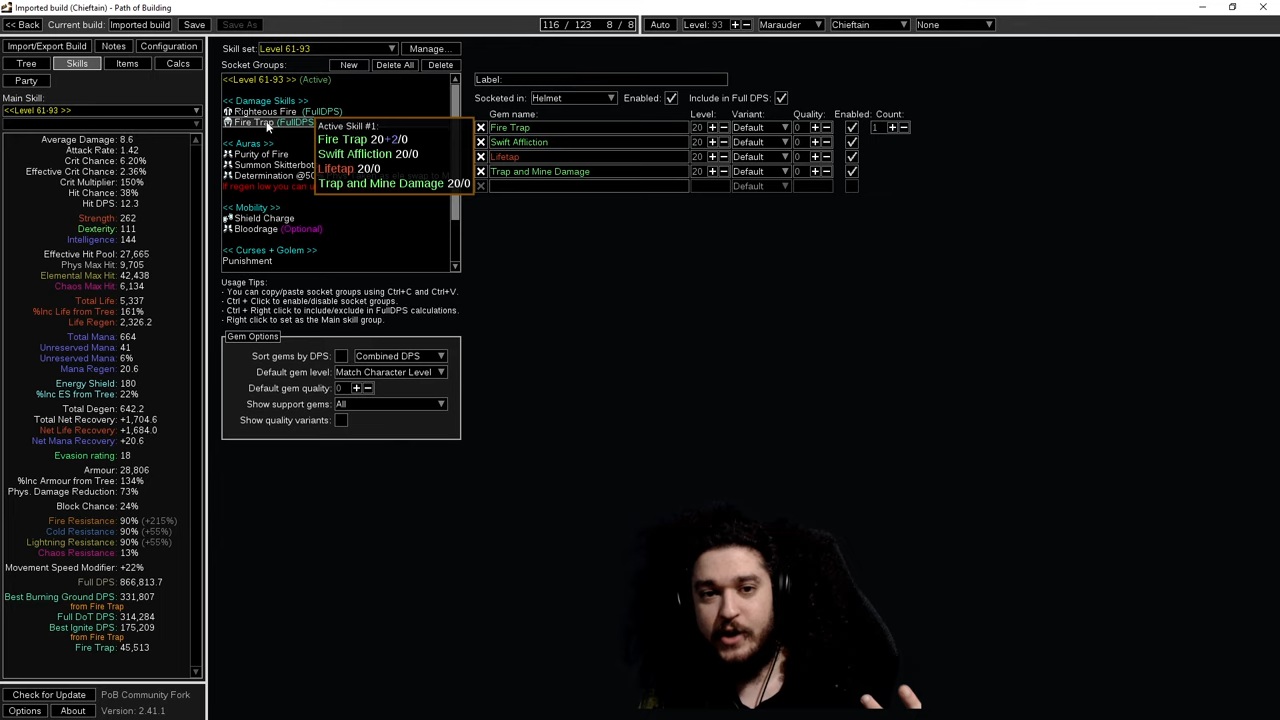 Imported build (Chieftain) - Path of Building
<< Back Current build: Imported build Save Save As 116 / 123 8 / 8 Auto Level: 93 Marauder Chieftain None
Import/Export Build Notes Configuration
Tree Skills Items Calcs
Party
Main Skill:
<<Level 61-93 >>
Average Damage: 8.6
Attack Rate: 1.42
Crit Chance: 6.20%
Effective Crit Chance: 2.36%
Crit Multiplier: 150%
Hit Chance: 38%
Hit DPS: 12.3
Strength: 262
Dexterity: 111
Intelligence: 144
Effective Hit Pool: 27,665
Phys Max Hit: 9,705
Elemental Max Hit: 42,438
Chaos Max Hit: 6,134
Total Life: 5,337
%Inc Life from Tree: 161%
Life Regen: 2,326.2
Total Mana: 664
Unreserved Mana: 41
Unreserved Mana: 6%
Mana Regen: 20.6
Energy Shield: 180
%Inc ES from Tree: 22%
Total Degen: 642.2
Total Net Recovery: +1,704.6
Net Life Recovery: +1,684.0
Net Mana Recovery: +20.6
Evasion rating: 18
Armour: 28,806
%Inc Armour from Tree: 134%
Phys. Damage Reduction: 73%
Block Chance: 24%
Fire Resistance: 90% (+215%)
Cold Resistance: 90% (+55%)
Lightning Resistance: 90% (+55%)
Chaos Resistance: 13%
Movement Speed Modifier: +22%
Full DPS: 866,813.7
Best Burning Ground DPS: 331,807
from Fire Trap
Full DoT DPS: 314,284
Best Ignite DPS: 175,209
from Fire Trap
Fire Trap: 45,513
Check for Update PoB Community Fork
Options About Version: 2.41.1
Skill set: Level 61-93 Manage...
Socket Groups: New Delete All Delete
<<Level 61-93 >> (Active)
<< Damage Skills >>
Righteous Fire (FullDPS)
Fire Trap (FullDPS
<< Auras >>
Purity of Fire
Summon Skitterbot
Determination @50
If regen low you can u
<< Mobility >>
Shield Charge
Bloodrage (Optional)
<< Curses + Golem >>
Punishment
Active Skill #1:
Fire Trap 20+2/0
Swift Affliction 20/0
Lifetap 20/0
Trap and Mine Damage 20/0
Usage Tips:
- You can copy/paste socket groups using Ctrl+C and Ctrl+V.
- Ctrl + Click to enable/disable socket groups.
- Ctrl + Right click to include/exclude in FullDPS calculations.
- Right click to set as the Main skill group.
Gem Options
Sort gems by DPS: Combined DPS
Default gem level: Match Character Level
Default gem quality: 0
Show support gems: All
Show quality variants:
Label:
Socketed in: Helmet Enabled: Include in Full DPS:
Gem name: Level: Variant: Quality: Enabled: Count:
Fire Trap 20 Default 0 1
Swift Affliction 20 Default 0
Lifetap 20 Default 0
Trap and Mine Damage 20 Default 0
Default